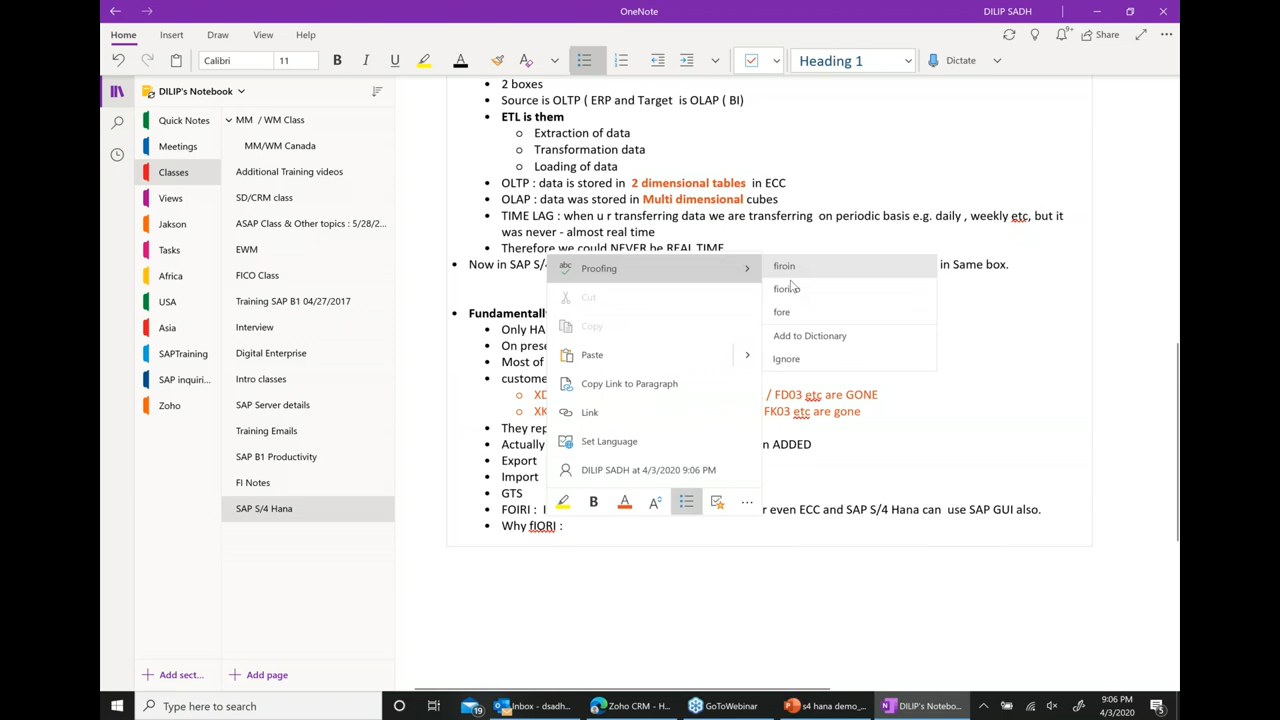 OneNote
DILIP SADH
Home Insert Draw View Help
9+ Share
Calibri 11 B I U A Heading 1 Dictate
DILIP's Notebook
Quick Notes
Meetings
Classes
Views
Jakson
Tasks
Africa
USA
Asia
SAPTraining
SAP inquiri...
Zoho
Add sect...
MM / WM Class
MM/WM Canada
Additional Training videos
SD/CRM class
ASAP Class & Other topics : 5/28/2...
EWM
FICO Class
Training SAP B1 04/27/2017
Interview
Digital Enterprise
Intro classes
SAP Server details
Training Emails
SAP B1 Productivity
FI Notes
SAP S/4 Hana
Add page
• 2 boxes
• Source is OLTP ( ERP and Target is OLAP ( BI)
• ETL is them
o Extraction of data
o Transformation data
o Loading of data
• OLTP : data is stored in 2 dimensional tables in ECC
• OLAP : data was stored in Multi dimensional cubes
• TIME LAG : when u r transferring data we are transferring on periodic basis e.g. daily , weekly etc, but it
was never - almost real time
• Therefore we could NEVER be REAL TIME
• Now in SAP S/4 in Same box.
• Fundamentally
• Only HA
• On prese
• Most of
• custome
o XD / FD03 etc are GONE
o XK FK03 etc are gone
• They rep
• Actually n ADDED
• Export
• Import
• GTS
• FOIRI : r even ECC and SAP S/4 Hana can use SAP GUI also.
• Why fIORI :
abc Proofing
Cut
Copy
Paste
Copy Link to Paragraph
Link
Set Language
DILIP SADH at 4/3/2020 9:06 PM
B A A
firoin
fore
Add to Dictionary
Ignore
Type here to search
19
Inbox - dsadh...
Zoho CRM - H...
GoToWebinar
s4 hana demo_...
DILIP's Notebo...
9:06 PM
4/3/2020
5